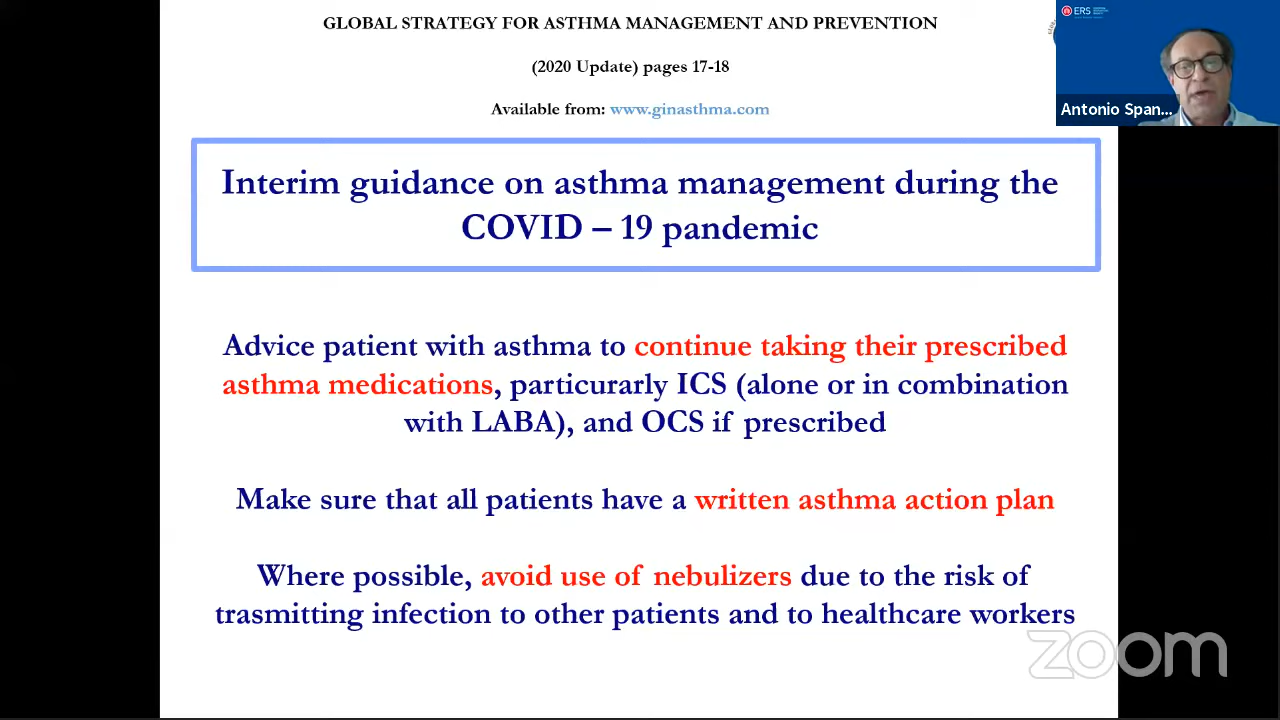 GLOBAL STRATEGY FOR ASTHMA MANAGEMENT AND PREVENTION
(2020 Update) pages 17-18
Available from: www.ginasthma.com
ERS
Antonio Span...
Interim guidance on asthma management during the
COVID – 19 pandemic
Advice patient with asthma to continue taking their prescribed
asthma medications, particurarly ICS (alone or in combination
with LABA), and OCS if prescribed
Make sure that all patients have a written asthma action plan
Where possible, avoid use of nebulizers due to the risk of
trasmitting infection to other patients and to healthcare workers
zoom